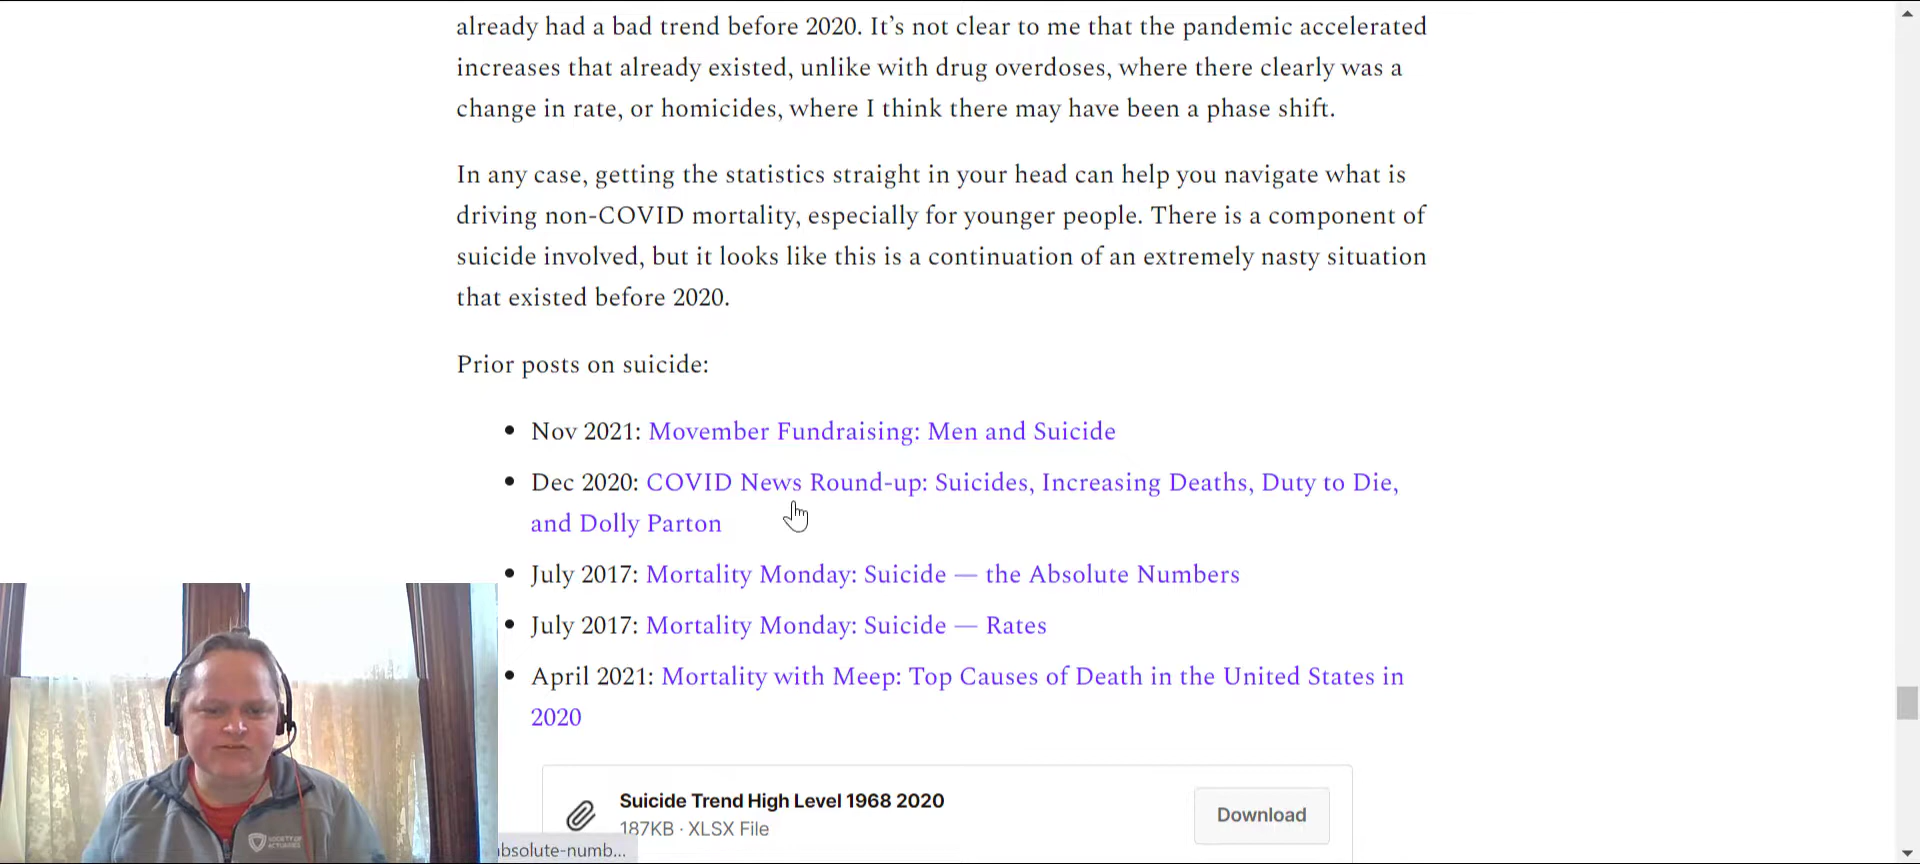 already had a bad trend before 2020. It’s not clear to me that the pandemic accelerated
increases that already existed, unlike with drug overdoses, where there clearly was a
change in rate, or homicides, where I think there may have been a phase shift.
In any case, getting the statistics straight in your head can help you navigate what is
driving non-COVID mortality, especially for younger people. There is a component of
suicide involved, but it looks like this is a continuation of an extremely nasty situation
that existed before 2020.
Prior posts on suicide:
• Nov 2021: Movember Fundraising: Men and Suicide
• Dec 2020: COVID News Round-up: Suicides, Increasing Deaths, Duty to Die,
and Dolly Parton
• July 2017: Mortality Monday: Suicide — the Absolute Numbers
• July 2017: Mortality Monday: Suicide — Rates
• April 2021: Mortality with Meep: Top Causes of Death in the United States in
2020
Suicide Trend High Level 1968 2020
187KB · XLSX File
Download
absolute-numb...
SOCIETY OF
ACTUARIES